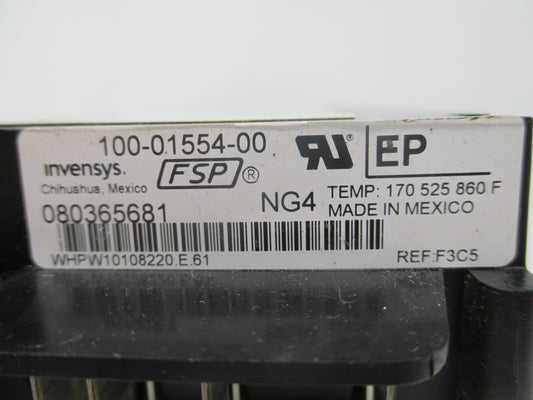 100-01554-00
invensys.
FSP ®
Chihuahua, Mexico
080365681
WHPW10108220.E.61
EP
NG4
TEMP: 170 525 860 F
MADE IN MEXICO
REF:F3C5